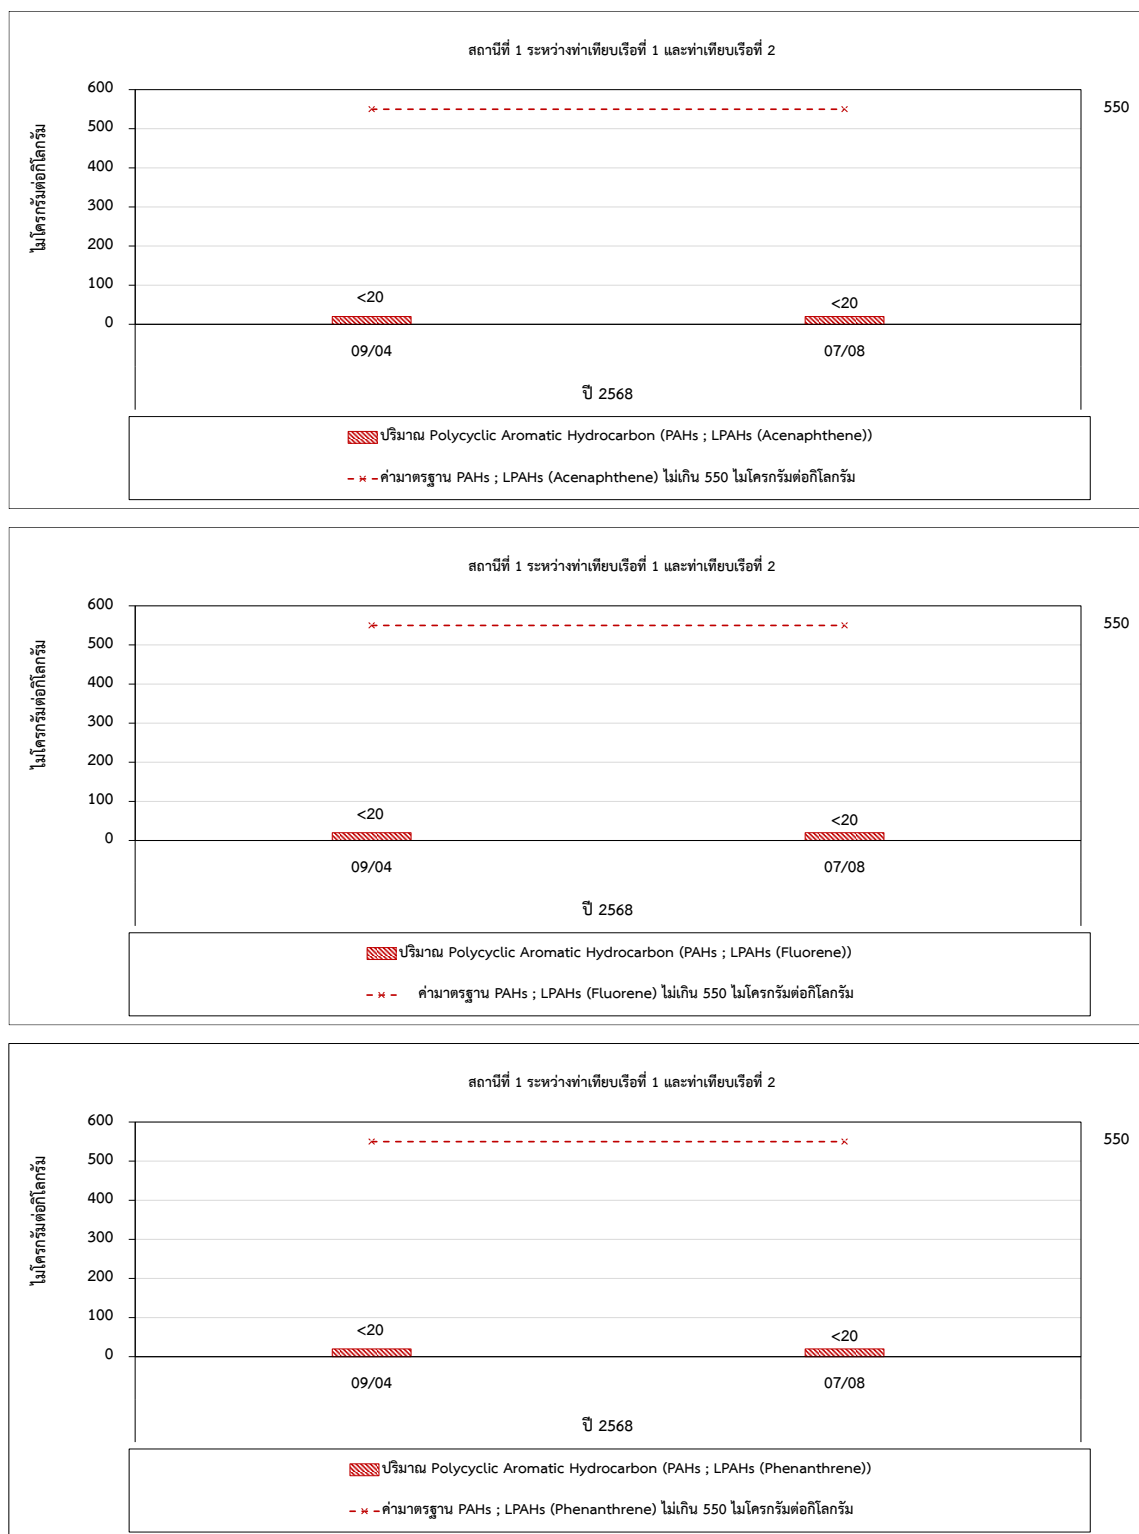 สถานีที่ 1 ระหว่างท่าเทียบเรือที่ 1 และท่าเทียบเรือที่ 2
ไมโครกรัมต่อกิโลกรัม
600
550
500
400
300
200
100
<20
<20
0
09/04
07/08
ปี 2568
ปริมาณ Polycyclic Aromatic Hydrocarbon (PAHs ; LPAHs (Acenaphthene))
ค่ามาตรฐาน PAHs ; LPAHs (Acenaphthene) ไม่เกิน 550 ไมโครกรัมต่อกิโลกรัม
สถานีที่ 1 ระหว่างท่าเทียบเรือที่ 1 และท่าเทียบเรือที่ 2
ไมโครกรัมต่อกิโลกรัม
600
550
500
400
300
200
100
<20
<20
0
09/04
07/08
ปี 2568
ปริมาณ Polycyclic Aromatic Hydrocarbon (PAHs ; LPAHs (Fluorene))
ค่ามาตรฐาน PAHs ; LPAHs (Fluorene) ไม่เกิน 550 ไมโครกรัมต่อกิโลกรัม
สถานีที่ 1 ระหว่างท่าเทียบเรือที่ 1 และท่าเทียบเรือที่ 2
ไมโครกรัมต่อกิโลกรัม
600
550
500
400
300
200
100
<20
<20
0
09/04
07/08
ปี 2568
ปริมาณ Polycyclic Aromatic Hydrocarbon (PAHs ; LPAHs (Phenanthrene))
ค่ามาตรฐาน PAHs ; LPAHs (Phenanthrene) ไม่เกิน 550 ไมโครกรัมต่อกิโลกรัม